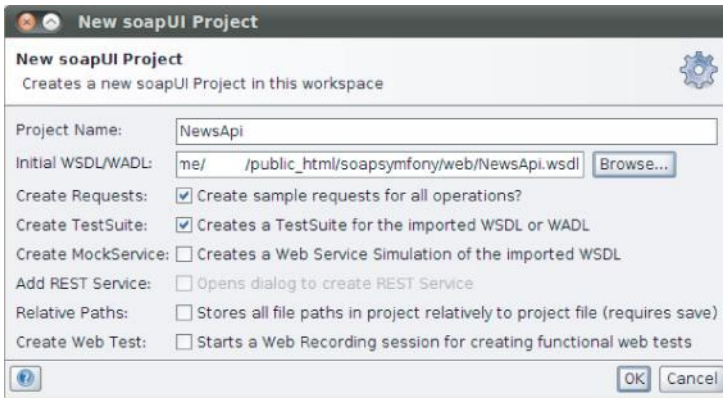 New soapUI Project
New soapUI Project
Creates a new soapUI Project in this workspace
Project Name: NewsApi
Initial WSDL/WADL: me/ /public_html/soapsymfony/web/NewsApi.wsdl Browse...
Create Requests: Create sample requests for all operations?
Create TestSuite: Creates a TestSuite for the imported WSDL or WADL
Create MockService: Creates a Web Service Simulation of the imported WSDL
Add REST Service: Opens dialog to create REST Service
Relative Paths: Stores all file paths in project relatively to project file (requires save)
Create Web Test: Starts a Web Recording session for creating functional web tests
? OK Cancel